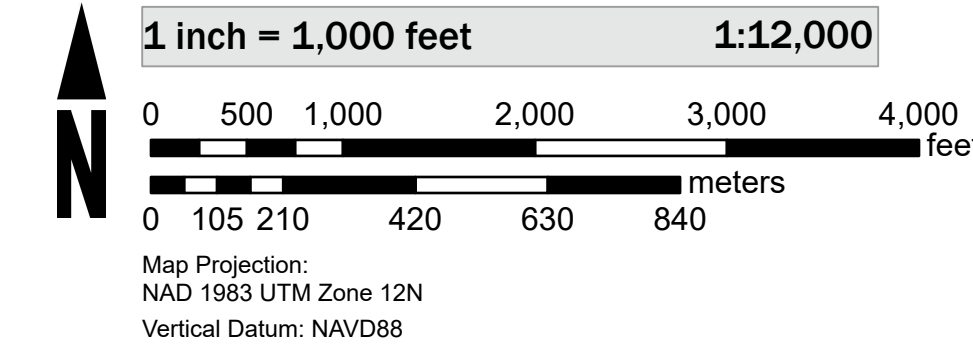 1 inch = 1,000 feet 1:12,000
0 500 1,000 2,000 3,000 4,000
feet
meters
0 105 210 420 630 840
N
Map Projection:
NAD 1983 UTM Zone 12N
Vertical Datum: NAVD88